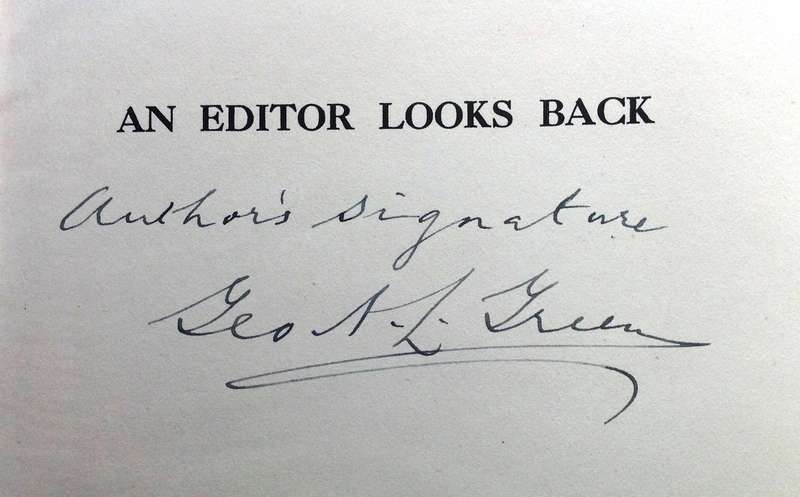 AN EDITOR LOOKS BACK
Author's signature
Geo A. L. Green